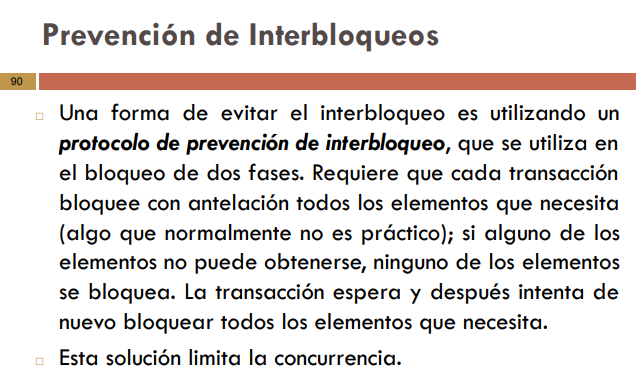 Prevención de Interbloqueos
90
Una forma de evitar el interbloqueo es utilizando un
protocolo de prevención de interbloqueo, que se utiliza en
el bloqueo de dos fases. Requiere que cada transacción
bloquee con antelación todos los elementos que necesita
(algo que normalmente no es práctico); si alguno de los
elementos no puede obtenerse, ninguno de los elementos
se bloquea. La transacción espera y después intenta de
nuevo bloquear todos los elementos que necesita.
Esta solución limita la concurrencia.